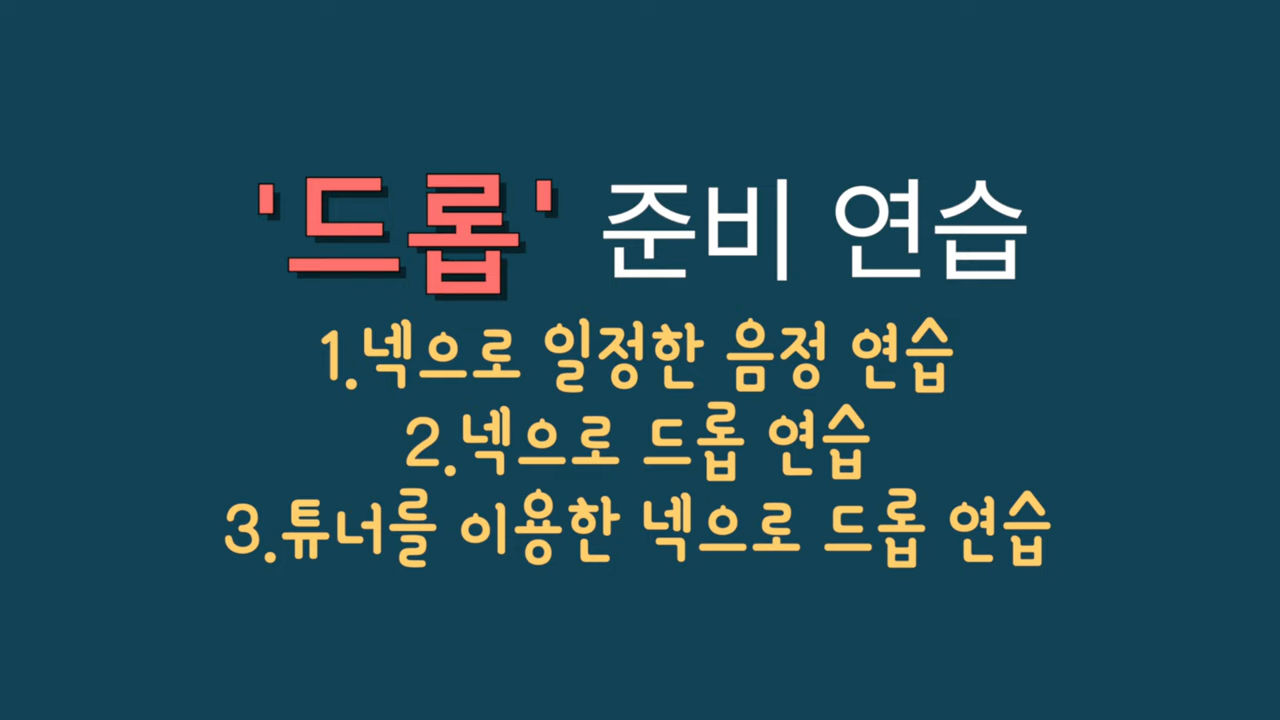 '드롭' 준비 연습
1.넥으로 일정한 음정 연습
2.넥으로 드롭 연습
3.튜너를 이용한 넥으로 드롭 연습